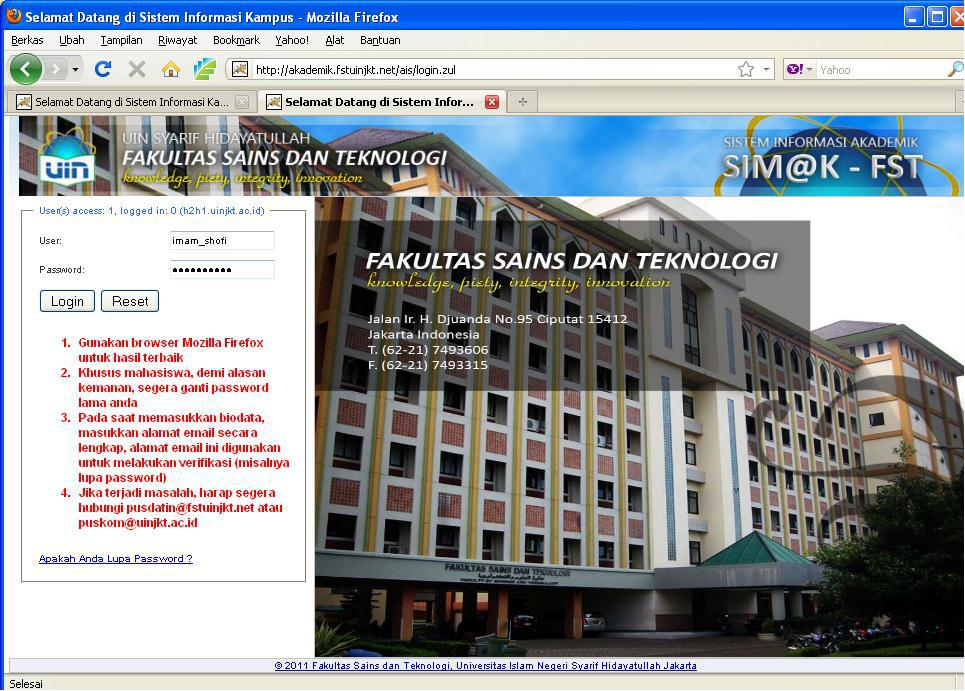 Selamat Datang di Sistem Informasi Kampus - Mozilla Firefox
Berkas Ubah Tampilan Riwayat Bookmark Yahoo! Alat Bantuan
http://akademik.fstuinjkt.net/ais/login.zul
Y! Yahoo
Selamat Datang di Sistem Informasi Ka...
Selamat Datang di Sistem Infor...
uin
UIN SYARIF HIDAYATULLAH
FAKULTAS SAINS DAN TEKNOLOGI
knowledge, piety, integrity, innovation
SISTEM INFORMASI AKADEMIK
SIM@K - FST
User(s) access: 1, logged in: 0 (h2h1.uinjkt.ac.id)
User: imam_shofi
Password: ●●●●●●●●●●
Login Reset
1. Gunakan browser Mozilla Firefox
untuk hasil terbaik
2. Khusus mahasiswa, demi alasan
kemanan, segera ganti password
lama anda
3. Pada saat memasukkan biodata,
masukkan alamat email secara
lengkap, alamat email ini digunakan
untuk melakukan verifikasi (misalnya
lupa password)
4. Jika terjadi masalah, harap segera
hubungi pusdatin@fstuinjkt.net atau
puskom@uinjkt.ac.id
Apakah Anda Lupa Password ?
FAKULTAS SAINS DAN TEKNOLOGI
knowledge, piety, integrity, innovation
Jalan Ir. H. Djuanda No.95 Ciputat 15412
Jakarta Indonesia
T. (62-21) 7493606
F. (62-21) 7493315
FAKULTAS SAINS DAN TEKNOLOGI
FACULTY OF SCIENCE AND TECHNOLOGY
© 2011 Fakultas Sains dan Teknologi, Universitas Islam Negeri Syarif Hidayatullah Jakarta
Selesai